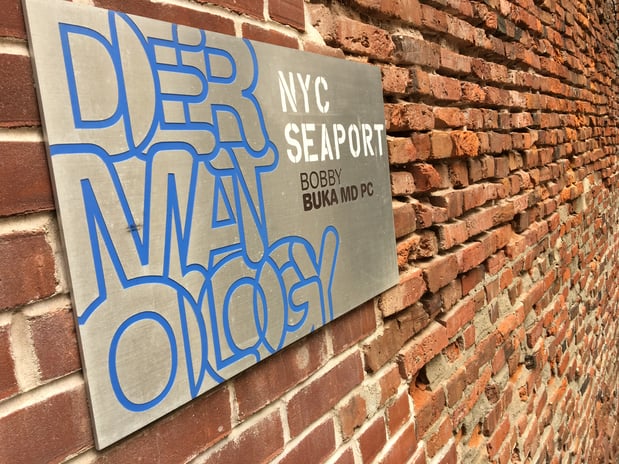 DER
MAT
OLOGY
NYC
SEAPORT
BOBBY
BUKA MD PC